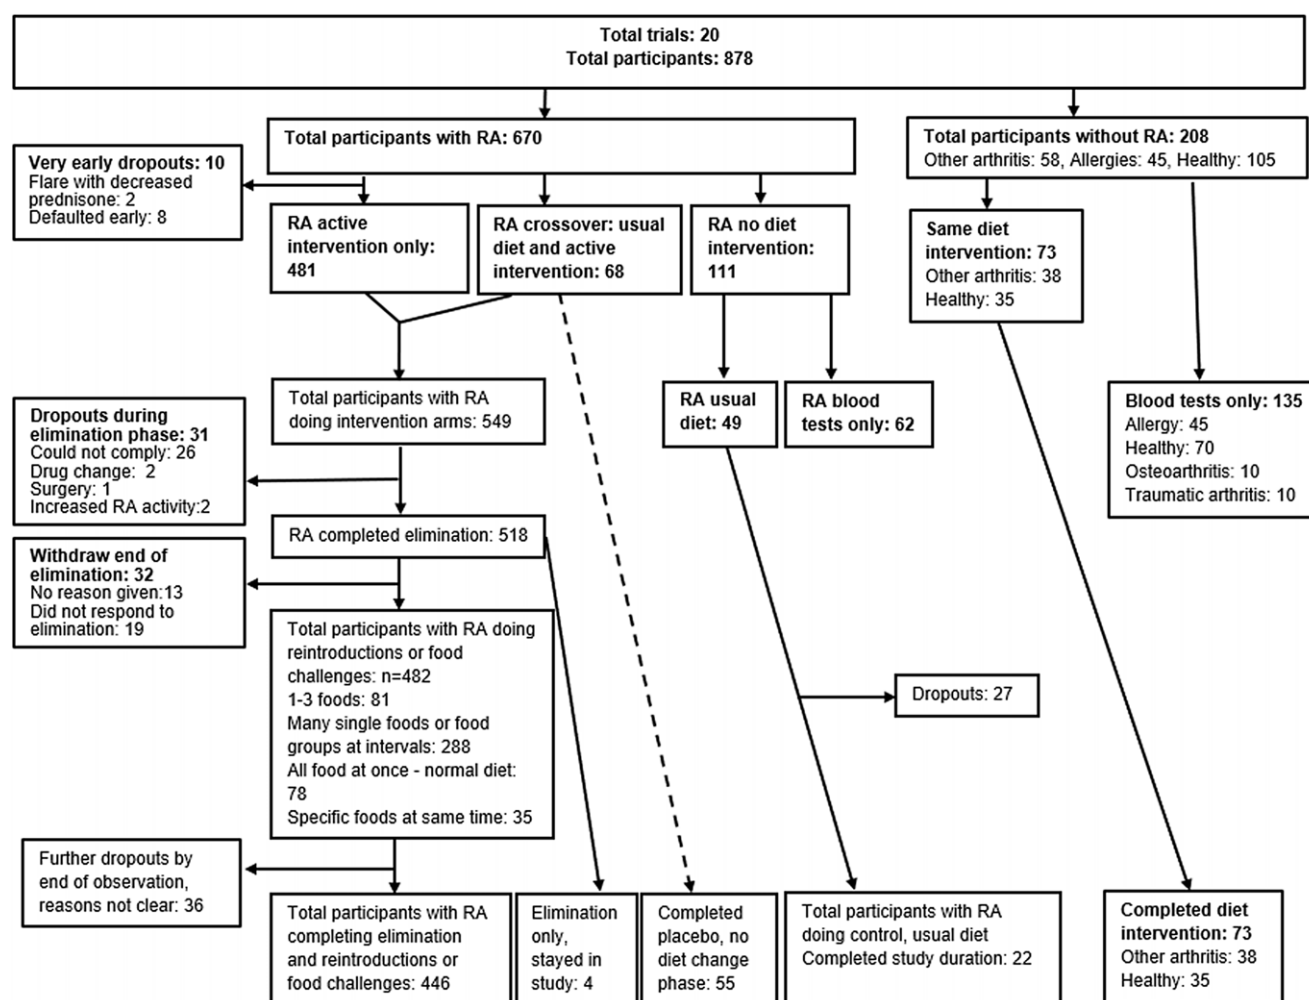 Total trials: 20
Total participants: 878
Total participants with RA: 670
Total participants without RA: 208
Other arthritis: 58, Allergies: 45, Healthy: 105
Very early dropouts: 10
Flare with decreased
prednisone: 2
Defaulted early: 8
RA active
intervention only:
481
RA crossover: usual
diet and active
intervention: 68
RA no diet
intervention:
111
Same diet
intervention: 73
Other arthritis: 38
Healthy: 35
Total participants with RA
doing intervention arms: 549
RA usual
diet: 49
RA blood
tests only: 62
Blood tests only: 135
Allergy: 45
Healthy: 70
Osteoarthritis: 10
Traumatic arthritis: 10
Dropouts during
elimination phase: 31
Could not comply: 26
Drug change:  2
Surgery: 1
Increased RA activity:2
RA completed elimination: 518
Withdraw end of
elimination: 32
No reason given:13
Did not respond to
elimination: 19
Total participants with RA doing
reintroductions or food
challenges: n=482
1-3 foods: 81
Many single foods or food
groups at intervals: 288
All food at once - normal diet:
78
Specific foods at same time: 35
Dropouts: 27
Further dropouts by
end of observation,
reasons not clear: 36
Total participants with RA
completing elimination
and reintroductions or
food challenges: 446
Elimination
only,
stayed in
study: 4
Completed
placebo, no
diet change
phase: 55
Total participants with RA
doing control, usual diet
Completed study duration: 22
Completed diet
intervention: 73
Other arthritis: 38
Healthy: 35